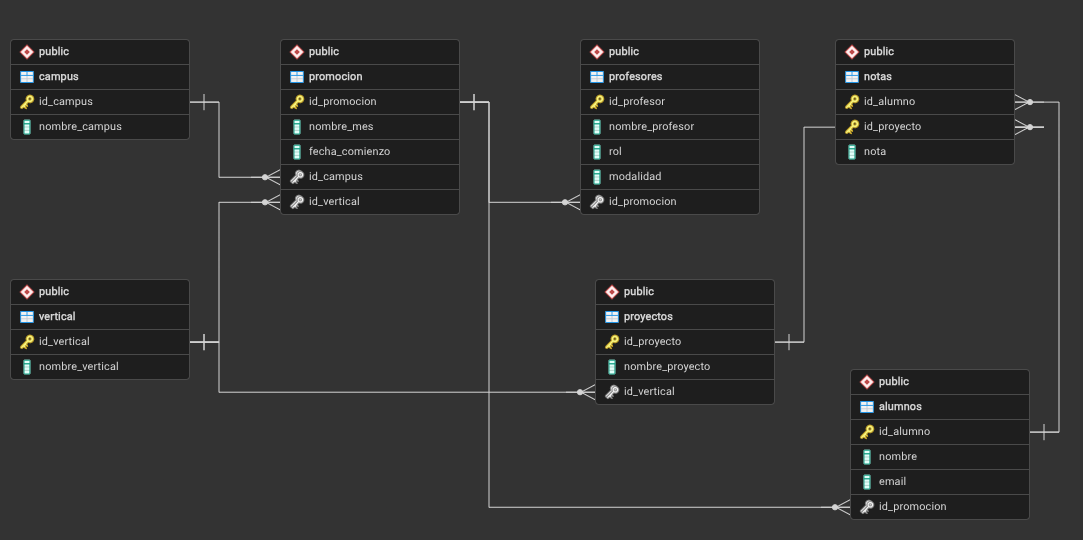 public
campus
id_campus
nombre_campus
public
promocion
id_promocion
nombre_mes
fecha_comienzo
id_campus
id_vertical
public
profesores
id_profesor
nombre_profesor
rol
modalidad
id_promocion
public
notas
id_alumno
id_proyecto
nota
public
vertical
id_vertical
nombre_vertical
public
proyectos
id_proyecto
nombre_proyecto
id_vertical
public
alumnos
id_alumno
nombre
email
id_promocion